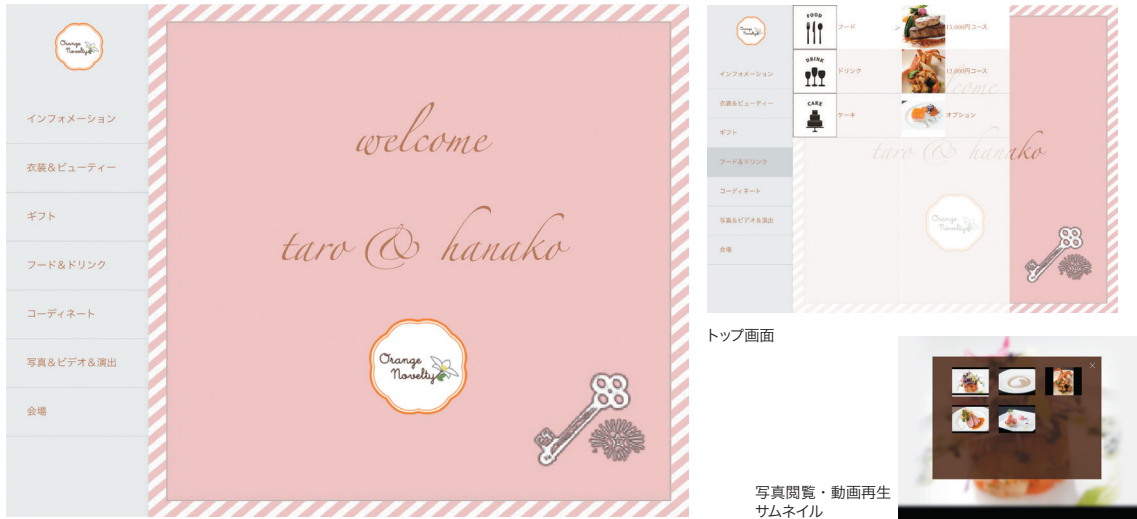 Orange
Novelty
インフォメーション
衣装&ビューティー
ギフト
フード&ドリンク
コーディネート
写真&ビデオ&演出
会場
welcome
taro & hanako
Orange
Novelty
Orange
Novelty
インフォメーション
衣装&ビューティー
ギフト
フード&ドリンク
コーディネート
写真&ビデオ&演出
会場
FOOD
フード
15,000円コース
DRINK
ドリンク
12,000円コース
CAKE
ケーキ
オプション
welcome
taro & hanako
Orange
Novelty
トップ画面
写真閲覧・動画再生
サムネイル